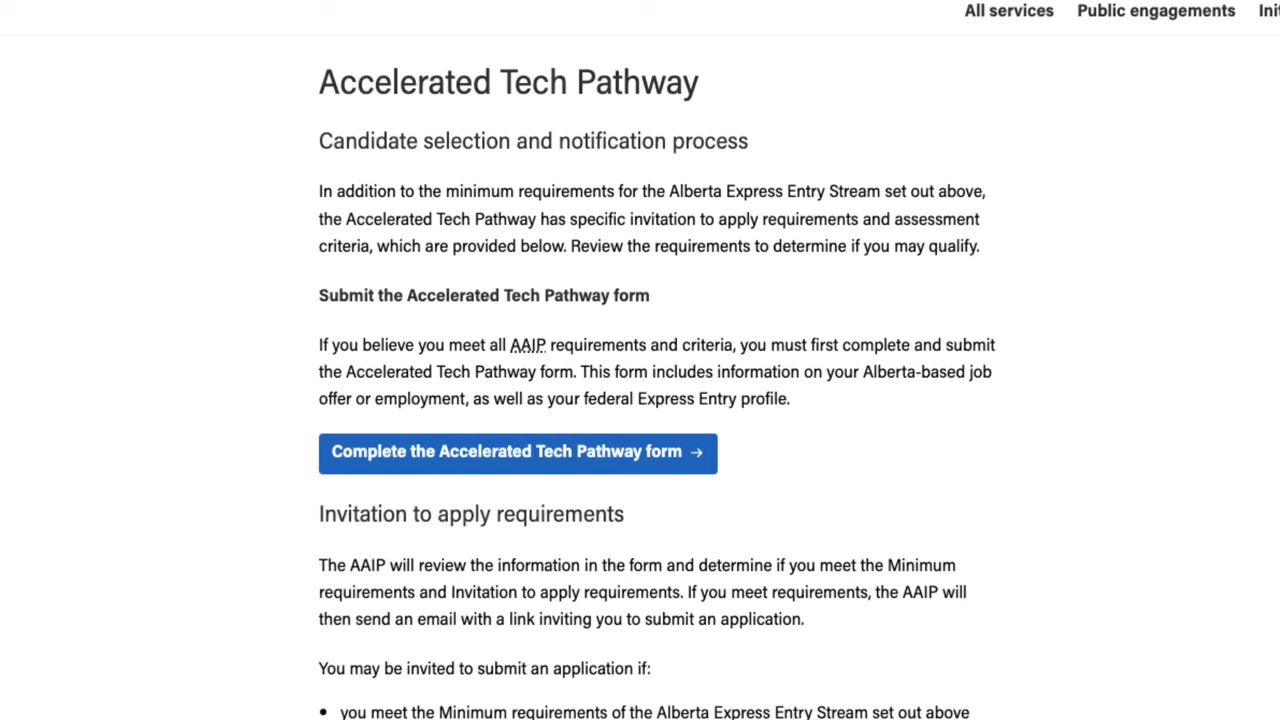 All services Public engagements
Accelerated Tech Pathway
Candidate selection and notification process
In addition to the minimum requirements for the Alberta Express Entry Stream set out above,
the Accelerated Tech Pathway has specific invitation to apply requirements and assessment
criteria, which are provided below. Review the requirements to determine if you may qualify.
Submit the Accelerated Tech Pathway form
If you believe you meet all AAIP requirements and criteria, you must first complete and submit
the Accelerated Tech Pathway form. This form includes information on your Alberta-based job
offer or employment, as well as your federal Express Entry profile.
Complete the Accelerated Tech Pathway form →
Invitation to apply requirements
The AAIP will review the information in the form and determine if you meet the Minimum
requirements and Invitation to apply requirements. If you meet requirements, the AAIP will
then send an email with a link inviting you to submit an application.
You may be invited to submit an application if:
• you meet the Minimum requirements of the Alberta Express Entry Stream set out above